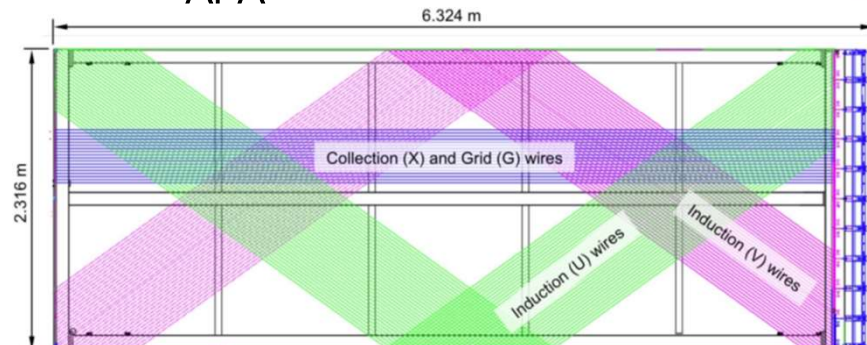 6.324 m
2.316 m
Collection (X) and Grid (G) wires
Induction (U) wires
Induction (V) wires